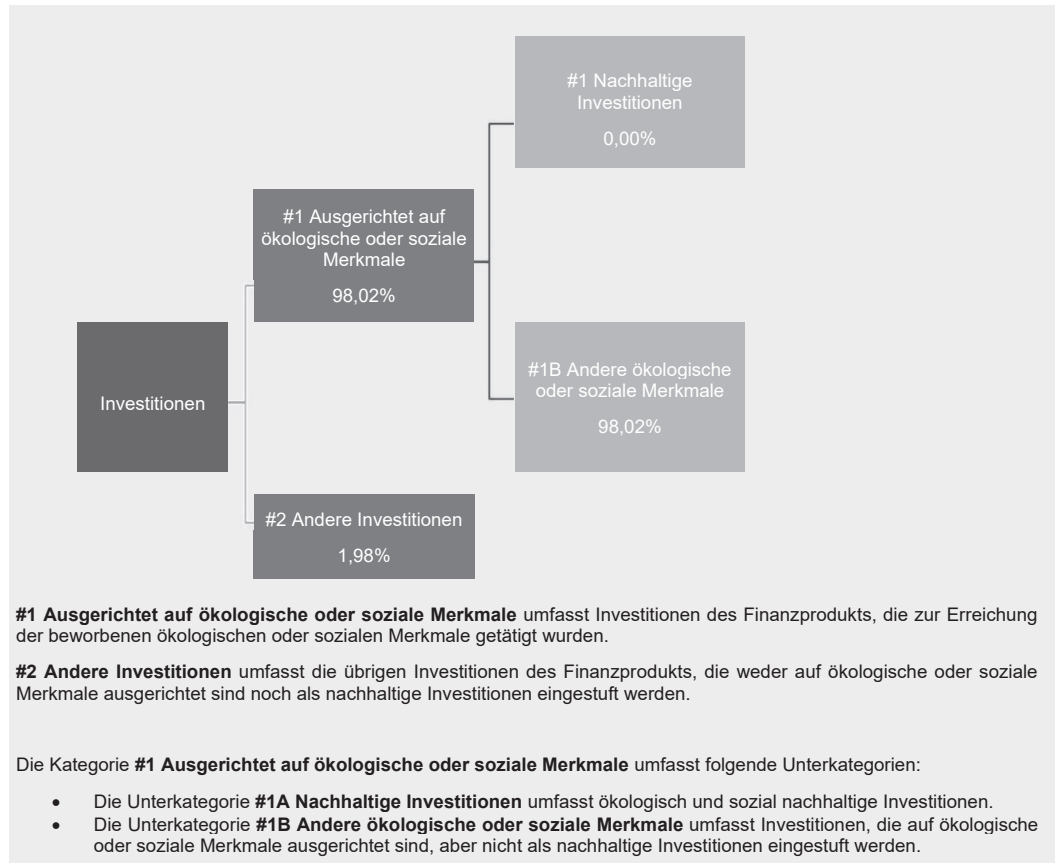 #1 Nachhaltige
Investitionen
0,00%
#1 Ausgerichtet auf
ökologische oder soziale
Merkmale
98,02%
#1B Andere ökologische
oder soziale Merkmale
98,02%
Investitionen
#2 Andere Investitionen
1,98%
#1 Ausgerichtet auf ökologische oder soziale Merkmale umfasst Investitionen des Finanzprodukts, die zur Erreichung
der beworbenen ökologischen oder sozialen Merkmale getätigt wurden.
#2 Andere Investitionen umfasst die übrigen Investitionen des Finanzprodukts, die weder auf ökologische oder soziale
Merkmale ausgerichtet sind noch als nachhaltige Investitionen eingestuft werden.
Die Kategorie #1 Ausgerichtet auf ökologische oder soziale Merkmale umfasst folgende Unterkategorien:
• Die Unterkategorie #1A Nachhaltige Investitionen umfasst ökologisch und sozial nachhaltige Investitionen.
• Die Unterkategorie #1B Andere ökologische oder soziale Merkmale umfasst Investitionen, die auf ökologische
oder soziale Merkmale ausgerichtet sind, aber nicht als nachhaltige Investitionen eingestuft werden.